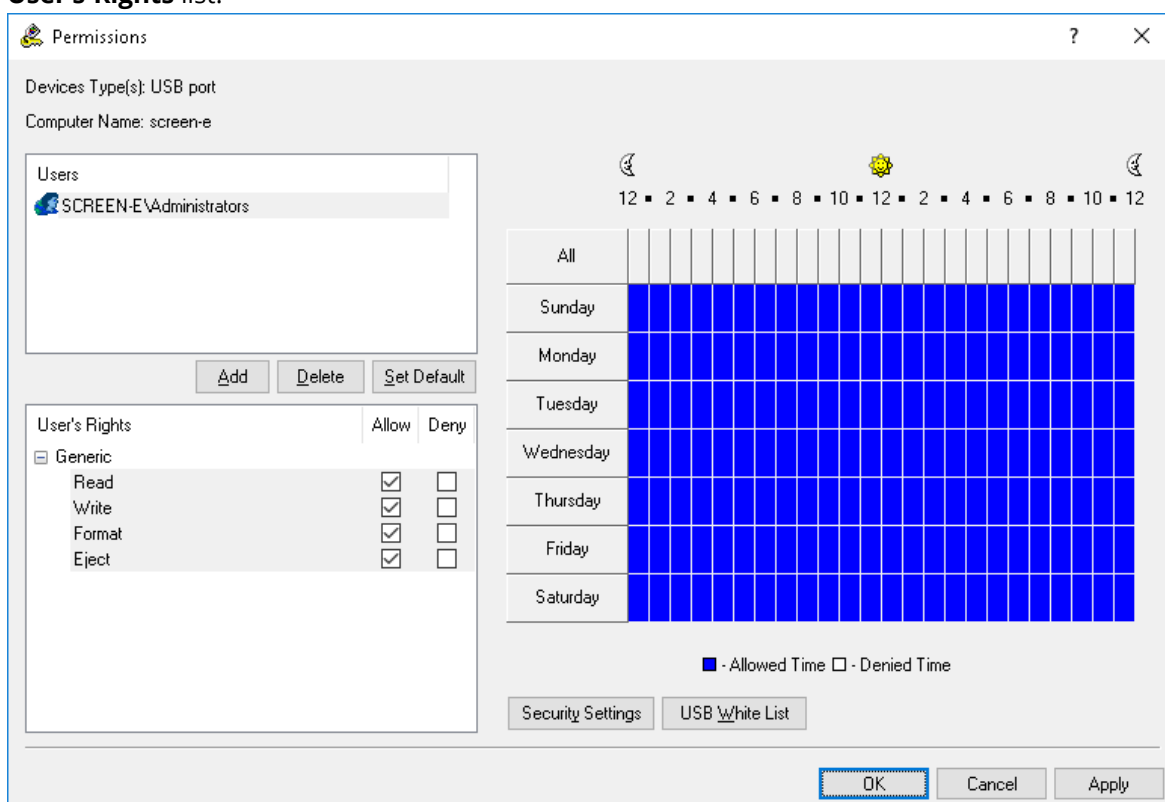 User's Rights list.
Permissions
?
Devices Type(s): USB port
Computer Name: screen-e
Users
SCREEN-E\Administrators
Add Delete Set Default
User's Rights Allow Deny
Generic
Read
Write
Format
Eject
12 2 4 6 8 10 12 2 4 6 8 10 12
All
Sunday
Monday
Tuesday
Wednesday
Thursday
Friday
Saturday
- Allowed Time - Denied Time
Security Settings USB White List
OK Cancel Apply